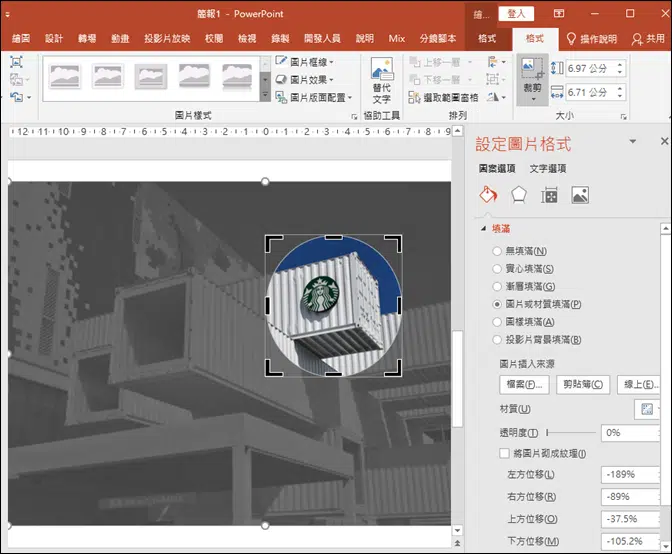 簡報1 - PowerPoint
繪...
登入
繪圖 設計 轉場 動畫 投影片放映 校閱 檢視 錄製 開發人員 說明 Mix 分鏡腳本 格式 格式 操作說明 共用
圖片框線
圖片效果
圖片版面配置
圖片樣式
替代文字
協助工具
上移一層
下移一層
選取範圍窗格
排列
裁剪
6.97 公分
6.71 公分
大小
12 11 10 9 8 7 6 5 4 3 2 1 0 1 2 3 4 5 6 7 8 9
設定圖片格式
圖案選項 文字選項
填滿
無填滿(N)
實心填滿(S)
漸層填滿(G)
圖片或材質填滿(P)
圖樣填滿(A)
投影片背景填滿(B)
圖片插入來源
檔案(F)... 剪貼簿(C) 線上(E)...
材質(U)
透明度(T) 0%
將圖片砌成紋理(I)
左方位移(L) -189%
右方位移(R) -89%
上方位移(O) -37.5%
下方位移(M) -105.2%